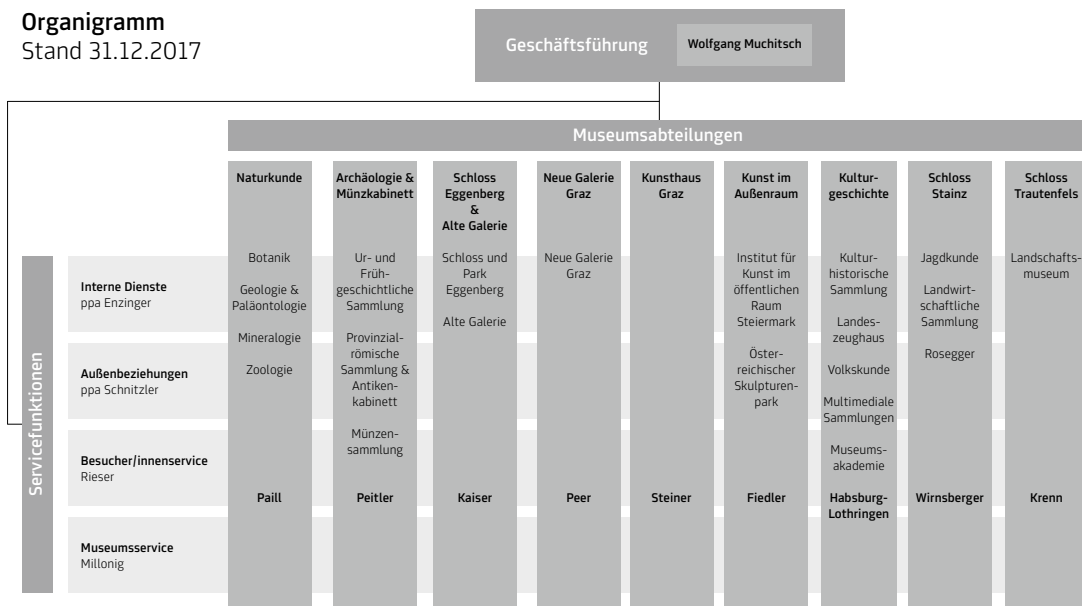 Organigramm
Stand 31.12.2017
Geschäftsführung
Wolfgang Muchitsch
Museumsabteilungen
Naturkunde
Botanik
Geologie &
Paläontologie
Mineralogie
Zoologie
Paill
Archäologie &
Münzkabinett
Ur- und
Früh-
geschichtliche
Sammlung
Provinzial-
römische
Sammlung &
Antiken-
kabinett
Münzen-
sammlung
Peitler
Schloss
Eggenberg
&
Alte Galerie
Schloss und
Park
Eggenberg
Alte Galerie
Kaiser
Neue Galerie
Graz
Neue Galerie
Graz
Peer
Kunsthaus
Graz
Steiner
Kunst im
Außenraum
Institut für
Kunst im
öffentlichen
Raum
Steiermark
Öster-
reichischer
Skulpturen-
park
Fiedler
Kultur-
geschichte
Kultur-
historische
Sammlung
Landes-
zeughaus
Volkskunde
Multimediale
Sammlungen
Museums-
akademie
Habsburg-
Lothringen
Schloss
Stainz
Jagdkunde
Landwirt-
schaftliche
Sammlung
Rosegger
Wirnsberger
Schloss
Trautenfels
Landschafts-
museum
Krenn
Servicefunktionen
Interne Dienste
ppa Enzinger
Außenbeziehungen
ppa Schnitzler
Besucher/innenservice
Rieser
Museumsservice
Millonig